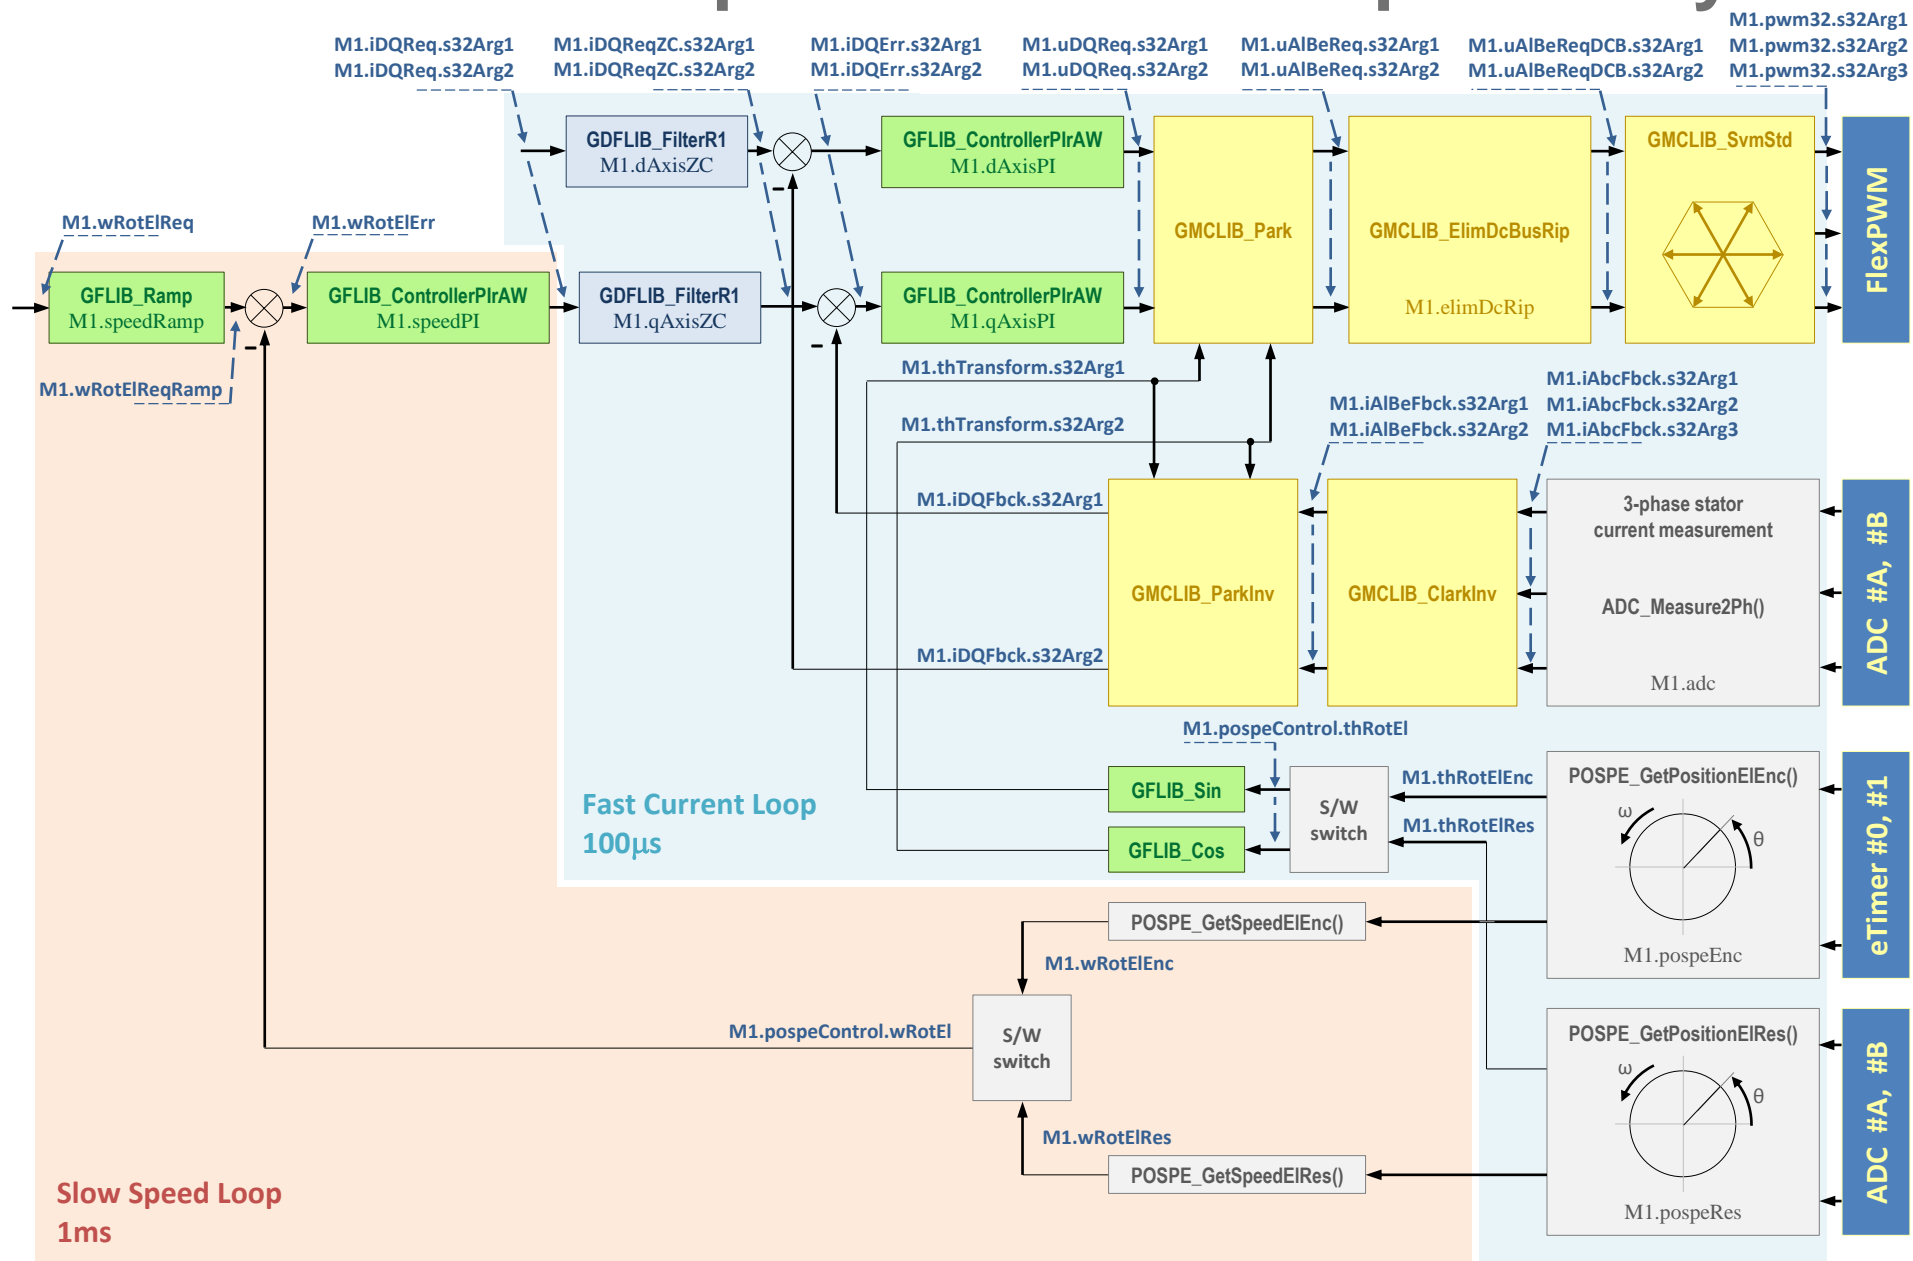 M1.pwm32.s32Arg1
M1.pwm32.s32Arg2
M1.pwm32.s32Arg3
M1.iDQReq.s32Arg1
M1.iDQReq.s32Arg2
M1.iDQReqZC.s32Arg1
M1.iDQReqZC.s32Arg2
M1.iDQErr.s32Arg1
M1.iDQErr.s32Arg2
M1.uDQReq.s32Arg1
M1.uDQReq.s32Arg2
M1.uAlBeReq.s32Arg1
M1.uAlBeReq.s32Arg2
M1.uAlBeReqDCB.s32Arg1
M1.uAlBeReqDCB.s32Arg2
GDFLIB_FilterR1
M1.dAxisZC
GFLIB_ControllerPIrAW
M1.dAxisPI
GMCLIB_Park
GMCLIB_ElimDcBusRip
M1.elimDcRip
GMCLIB_SvmStd
FlexPWM
M1.wRotElReq
M1.wRotElErr
GFLIB_Ramp
M1.speedRamp
GFLIB_ControllerPIrAW
M1.speedPI
GDFLIB_FilterR1
M1.qAxisZC
GFLIB_ControllerPIrAW
M1.qAxisPI
-
-
-
M1.wRotElReqRamp
M1.thTransform.s32Arg1
M1.thTransform.s32Arg2
M1.iAlBeFbck.s32Arg1
M1.iAlBeFbck.s32Arg2
M1.iAbcFbck.s32Arg1
M1.iAbcFbck.s32Arg2
M1.iAbcFbck.s32Arg3
M1.iDQFbck.s32Arg1
M1.iDQFbck.s32Arg2
GMCLIB_ParkInv
GMCLIB_ClarkInv
3-phase stator
current measurement
ADC_Measure2Ph()
M1.adc
ADC #A, #B
M1.pospeControl.thRotEl
GFLIB_Sin
GFLIB_Cos
S/W
switch
M1.thRotElEnc
M1.thRotElRes
POSPE_GetPositionElEnc()
ω
θ
M1.pospeEnc
eTimer #0, #1
Fast Current Loop
100μs
POSPE_GetSpeedElEnc()
M1.wRotElEnc
M1.pospeControl.wRotEl
S/W
switch
M1.wRotElRes
POSPE_GetSpeedElRes()
POSPE_GetPositionElRes()
ω
θ
M1.pospeRes
ADC #A, #B
Slow Speed Loop
1ms